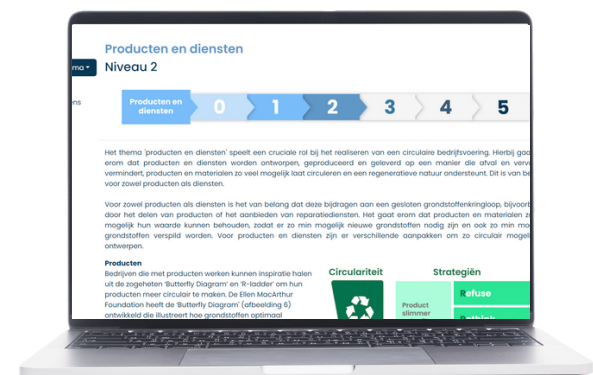 Producten en diensten
ma
Niveau 2
ens
Producten en
diensten
0 1 2 3 4 5
Het thema 'producten en diensten' speelt een cruciale rol bij het realiseren van een circulaire bedrijfsvoering. Hierbij gaa
erom dat producten en diensten worden ontworpen, geproduceerd en geleverd op een manier die afval en verv
vermindert, producten en materialen zo veel mogelijk laat circuleren en een regeneratieve natuur ondersteunt. Dit is van be
voor zowel producten als diensten.
Voor zowel producten als diensten is het van belang dat deze bijdragen aan een gesloten grondstoffenkringloop, bijvoorb
door het delen van producten of het aanbieden van reparatiediensten. Het gaat erom dat producten en materialen z
mogelijk hun waarde kunnen behouden, zodat er zo min mogelijk nieuwe grondstoffen nodig zijn en ook zo min mo
grondstoffen verspild worden. Voor producten en diensten zijn er verschillende aanpakken om zo circulair mogel
ontwerpen.
Producten
Bedrijven die met producten werken kunnen inspiratie halen
uit de zogeheten 'Butterfly Diagram' en 'R-ladder' om hun
producten meer circulair te maken. De Ellen MacArthur
Foundation heeft de 'Butterfly Diagram' (afbeelding 6)
ontwikkeld die illustreert hoe grondstoffen optimaal
Circulariteit
Strategiën
Product
slimmer
Refuse
Rethink